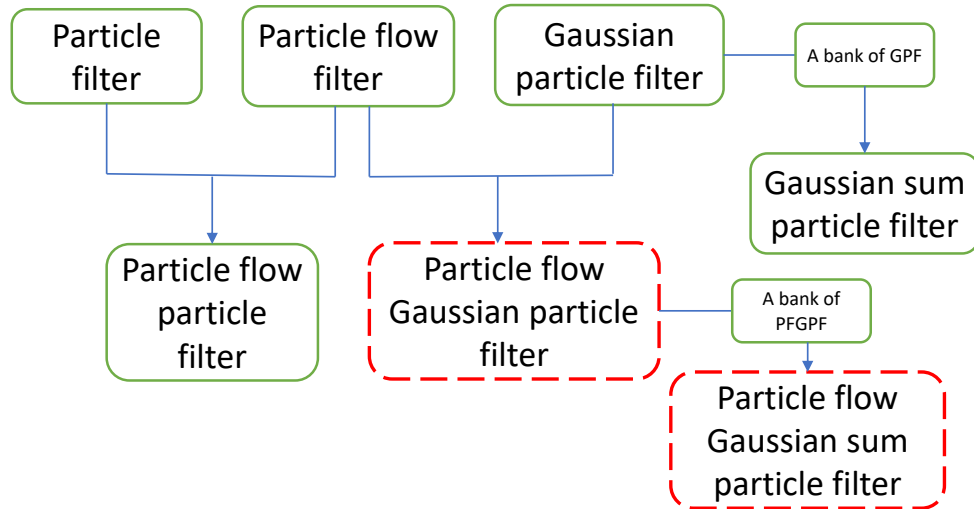 Particle
filter
Particle flow
filter
Gaussian
particle filter
A bank of GPF
Gaussian sum
particle filter
Particle flow
particle
filter
Particle flow
Gaussian particle
filter
A bank of
PFGPF
Particle flow
Gaussian sum
particle filter